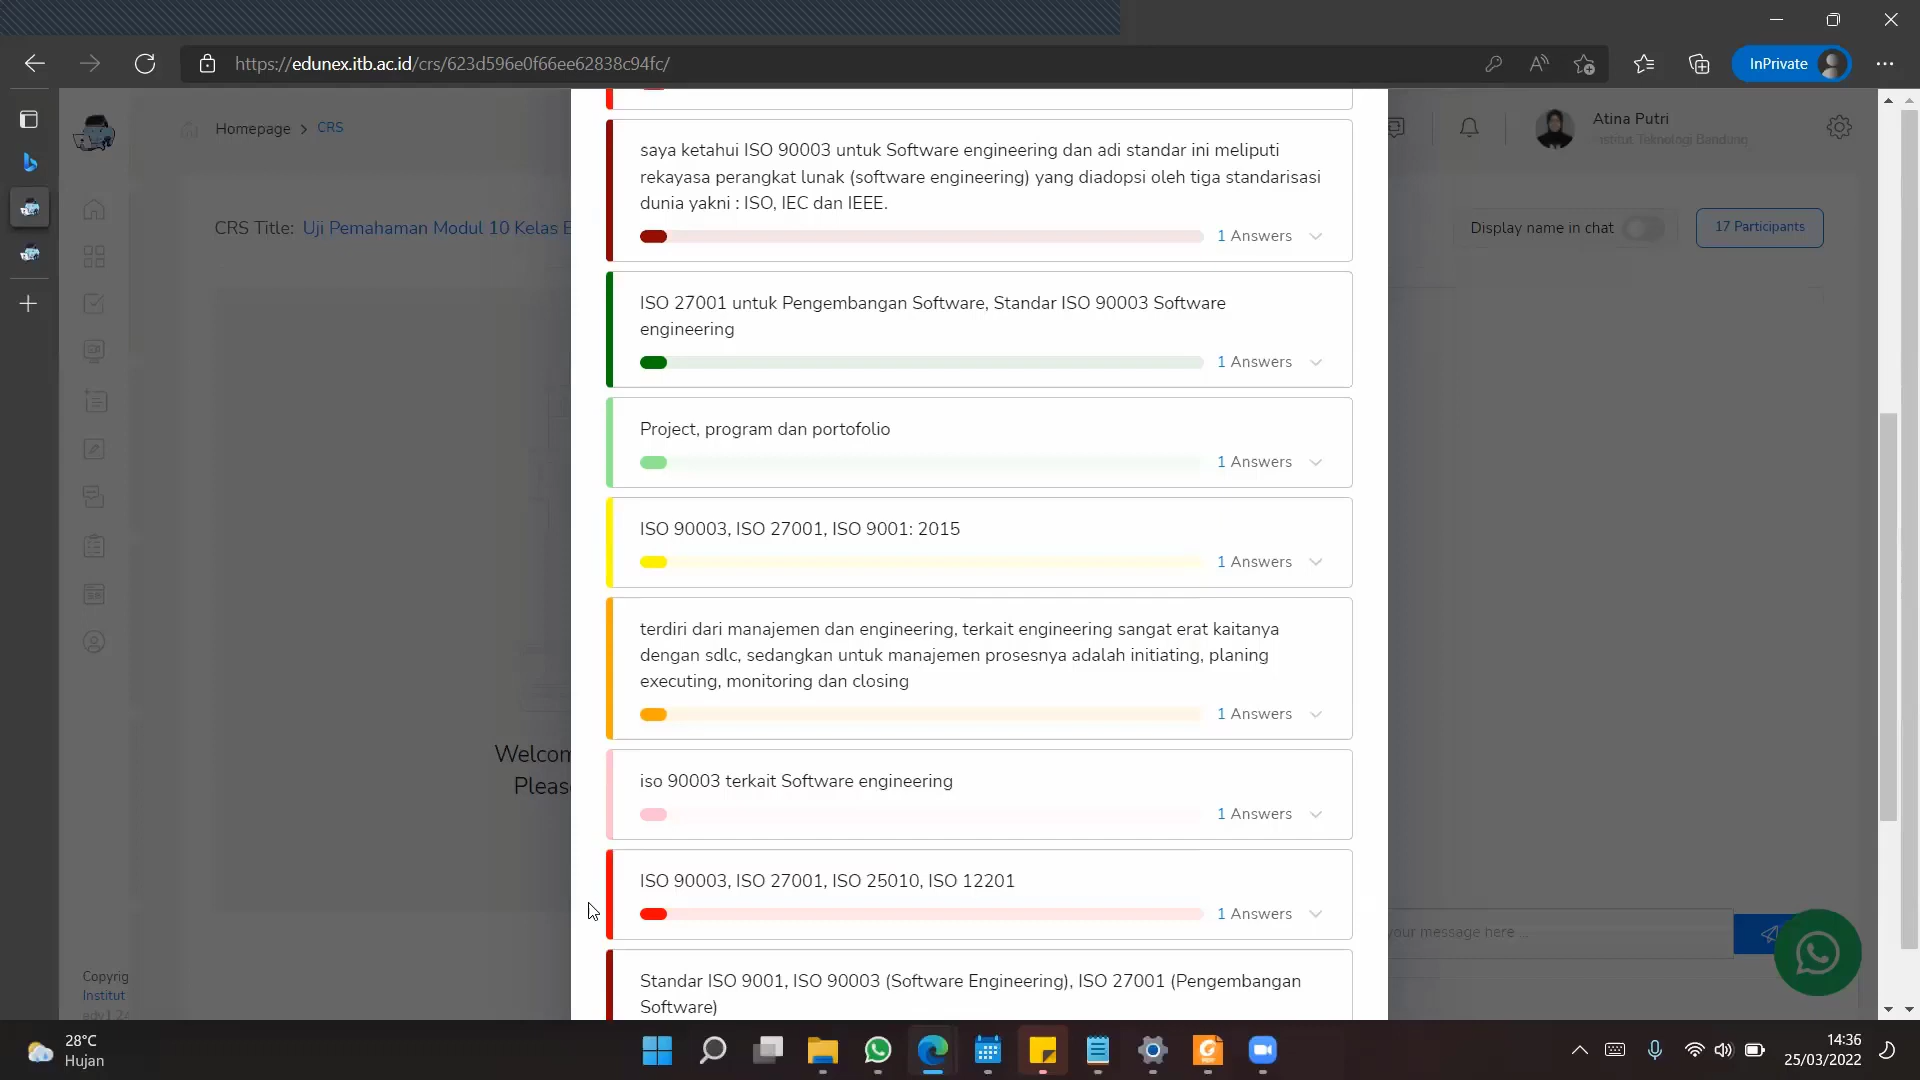 https://edunex.itb.ac.id/crs/623d596e0f66ee62838c94fc/
InPrivate
Homepage > CRS
Atina Putri
Institut Teknologi Bandung
CRS Title: Uji Pemahaman Modul 10 Kelas E
Display name in chat
17 Participants
saya ketahui ISO 90003 untuk Software engineering dan adi standar ini meliputi
rekayasa perangkat lunak (software engineering) yang diadopsi oleh tiga standarisasi
dunia yakni : ISO, IEC dan IEEE.
1 Answers
ISO 27001 untuk Pengembangan Software, Standar ISO 90003 Software
engineering
1 Answers
Project, program dan portofolio
1 Answers
ISO 90003, ISO 27001, ISO 9001: 2015
1 Answers
terdiri dari manajemen dan engineering, terkait engineering sangat erat kaitanya
dengan sdlc, sedangkan untuk manajemen prosesnya adalah initiating, planing
executing, monitoring dan closing
1 Answers
iso 90003 terkait Software engineering
1 Answers
ISO 90003, ISO 27001, ISO 25010, ISO 12201
1 Answers
Standar ISO 9001, ISO 90003 (Software Engineering), ISO 27001 (Pengembangan
Software)
Welcom
Pleas
your message here ...
Copyrig
Institut
28°C
Hujan
14:36
25/03/2022